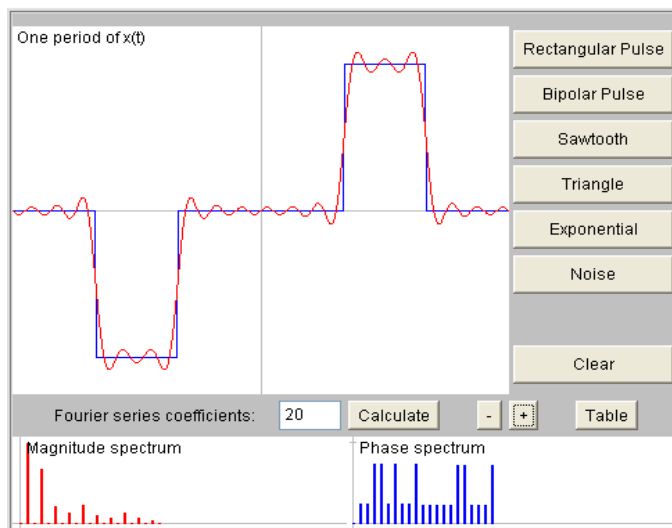 One period of x(t)
Rectangular Pulse
Bipolar Pulse
Sawtooth
Triangle
Exponential
Noise
Clear
Fourier series coefficients: 20 Calculate - + Table
Magnitude spectrum
Phase spectrum